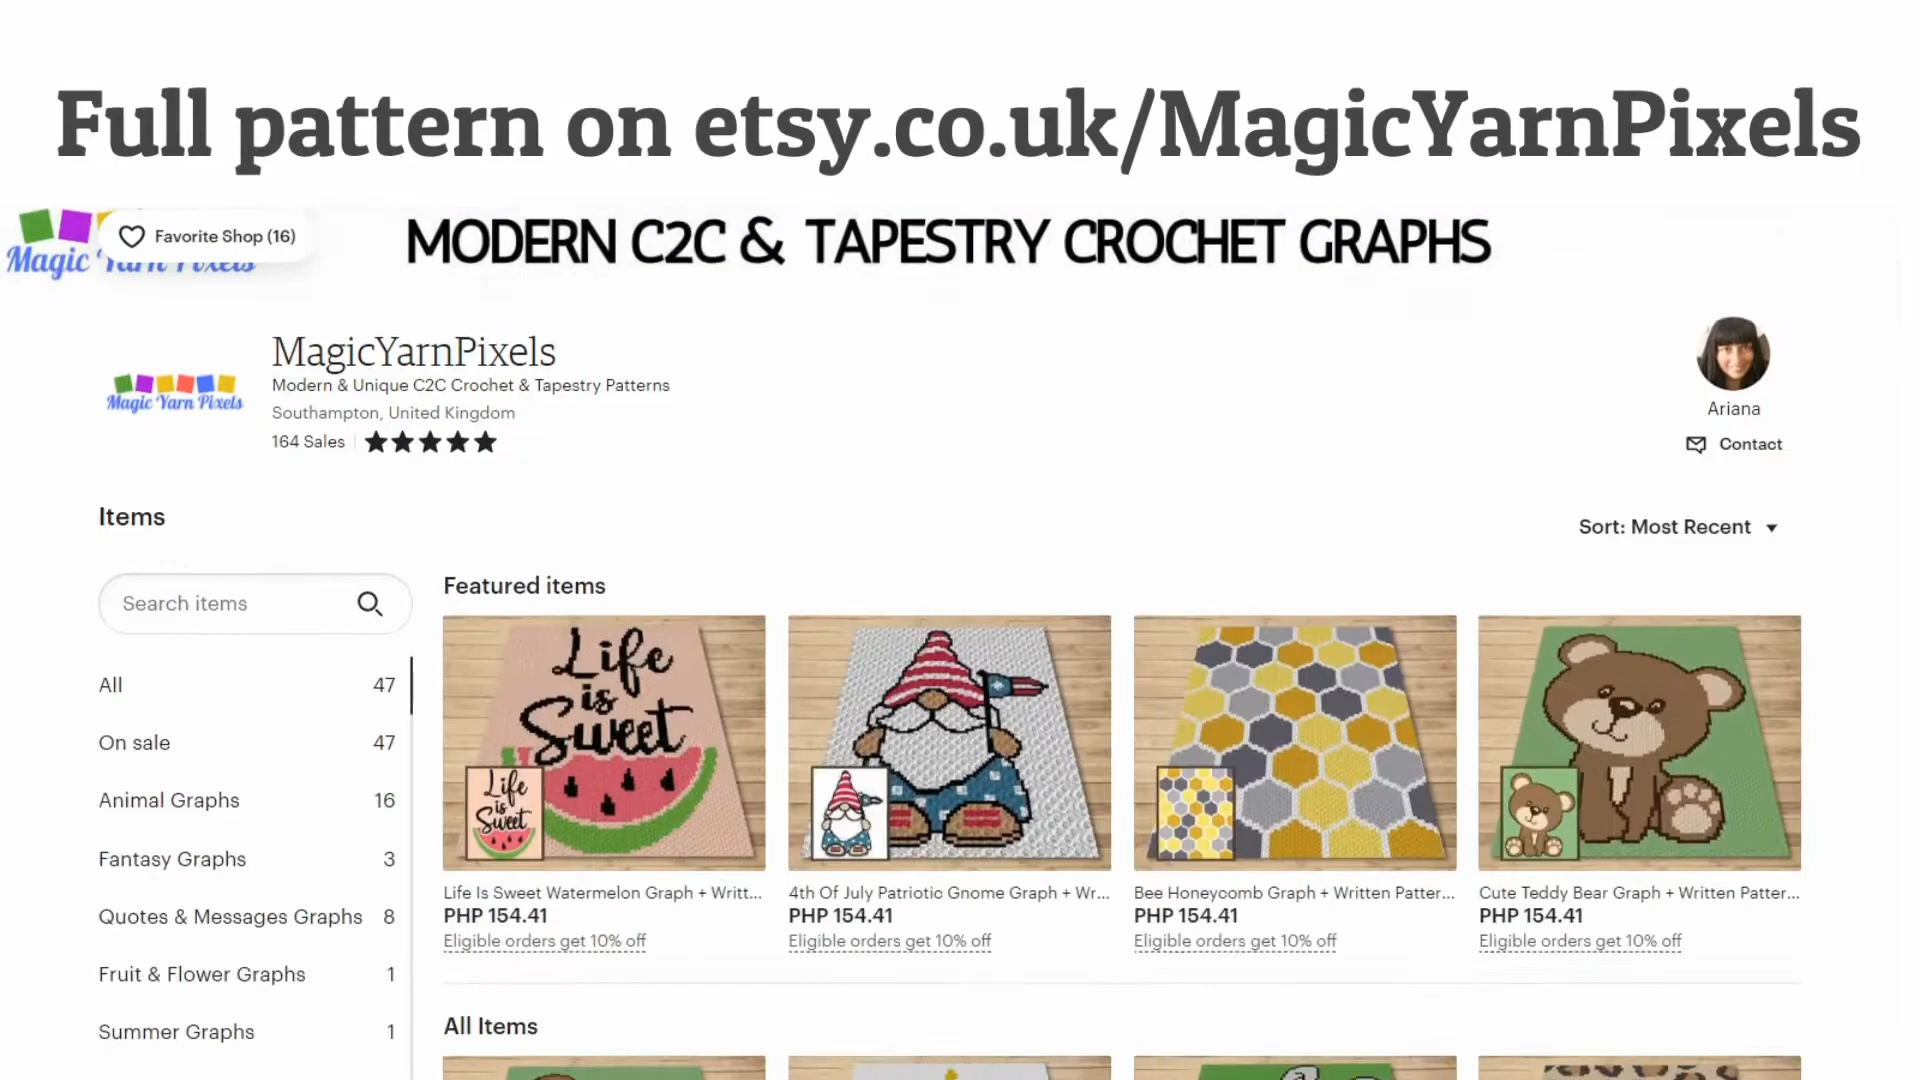 Full pattern on etsy.co.uk/MagicYarnPixels
Favorite Shop (16)
Magic Yarn Pixels
MODERN C2C & TAPESTRY CROCHET GRAPHS
MagicYarnPixels
Modern & Unique C2C Crochet & Tapestry Patterns
Magic Yarn Pixels
Southampton, United Kingdom
164 Sales
Ariana
Contact
Items
Sort: Most Recent
Search items
Featured items
All 47
On sale 47
Animal Graphs 16
Fantasy Graphs 3
Quotes & Messages Graphs 8
Fruit & Flower Graphs 1
Summer Graphs 1
Life
is
Sweet
Life
is
Sweet
Life Is Sweet Watermelon Graph + Writt...
PHP 154.41
Eligible orders get 10% off
4th Of July Patriotic Gnome Graph + Wr...
PHP 154.41
Eligible orders get 10% off
Bee Honeycomb Graph + Written Patter...
PHP 154.41
Eligible orders get 10% off
Cute Teddy Bear Graph + Written Patter...
PHP 154.41
Eligible orders get 10% off
All Items